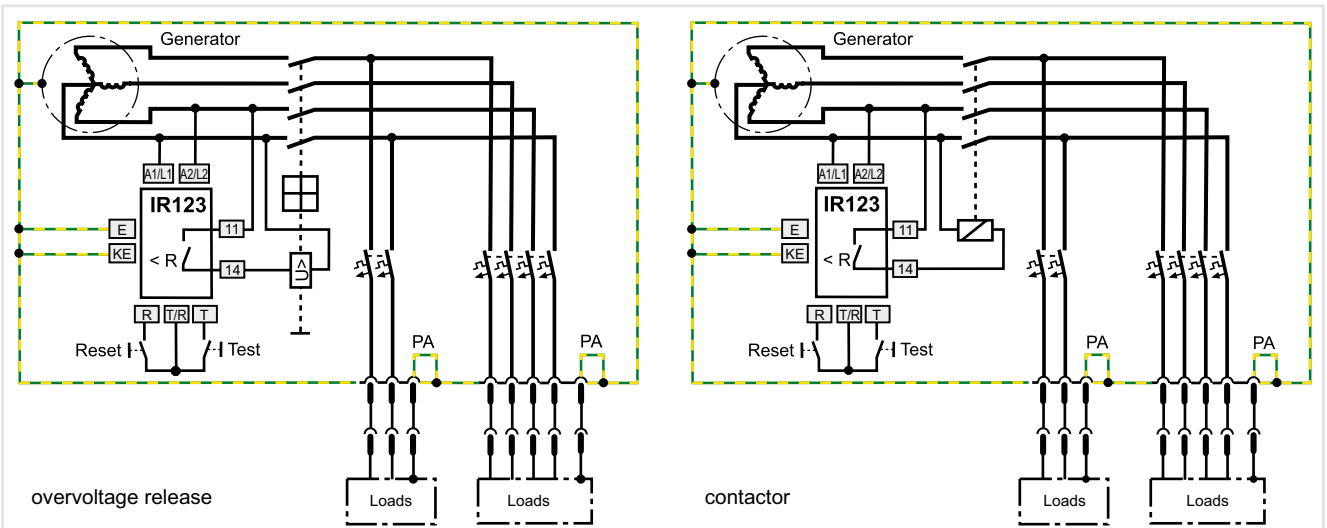 Generator
A1/L1 A2/L2
IR123
E
KE
11
< R
14
U>
R T/R T
Reset Test
PA PA
Loads Loads
overvoltage release
Generator
A1/L1 A2/L2
IR123
E
KE
11
< R
14
R T/R T
Reset Test
PA PA
Loads Loads
contactor